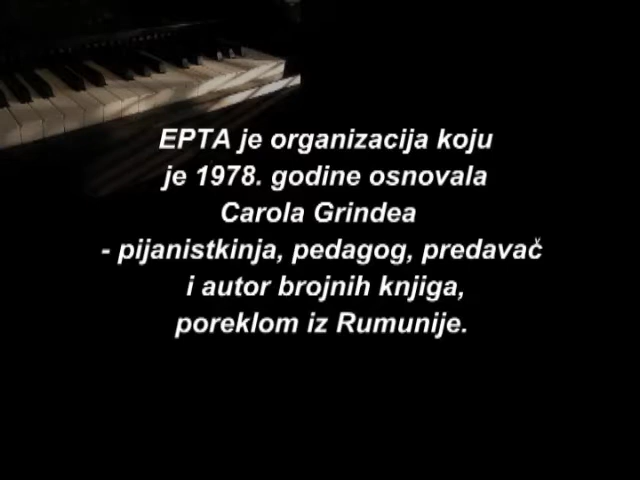 EPTA je organizacija koju
je 1978. godine osnovala
Carola Grindea
- pijanistkinja, pedagog, predavač
i autor brojnih knjiga,
poreklom iz Rumunije.